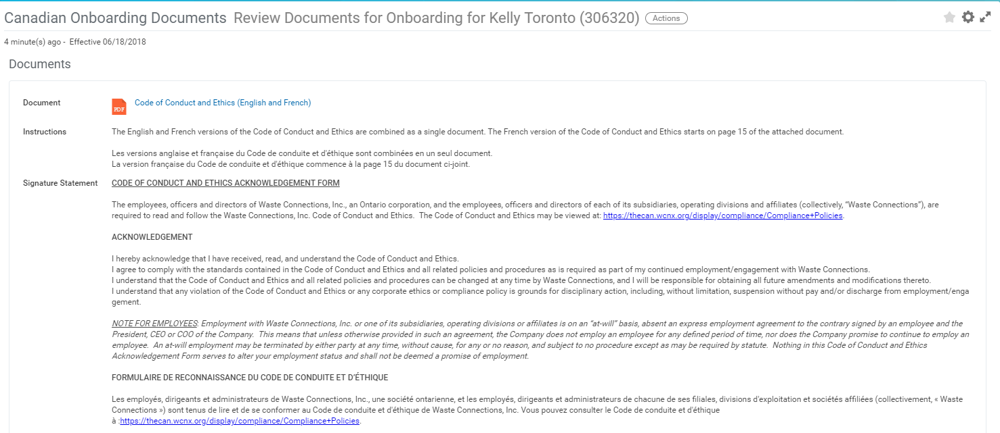 Canadian Onboarding Documents Review Documents for Onboarding for Kelly Toronto (306320) Actions
4 minute(s) ago - Effective 06/18/2018
Documents
Document
PDF
Code of Conduct and Ethics (English and French)
Instructions
The English and French versions of the Code of Conduct and Ethics are combined as a single document. The French version of the Code of Conduct and Ethics starts on page 15 of the attached document.
Les versions anglaise et française du Code de conduite et d'éthique sont combinées en un seul document.
La version française du Code de conduite et d'éthique commence à la page 15 du document ci-joint.
Signature Statement
CODE OF CONDUCT AND ETHICS ACKNOWLEDGEMENT FORM
The employees, officers and directors of Waste Connections, Inc., an Ontario corporation, and the employees, officers and directors of each of its subsidiaries, operating divisions and affiliates (collectively, “Waste Connections”), are
required to read and follow the Waste Connections, Inc. Code of Conduct and Ethics. The Code of Conduct and Ethics may be viewed at: https://thecan.wcnx.org/display/compliance/Compliance+Policies.
ACKNOWLEDGEMENT
I hereby acknowledge that I have received, read, and understand the Code of Conduct and Ethics.
I agree to comply with the standards contained in the Code of Conduct and Ethics and all related policies and procedures as is required as part of my continued employment/engagement with Waste Connections.
I understand that the Code of Conduct and Ethics and all related policies and procedures can be changed at any time by Waste Connections, and I will be responsible for obtaining all future amendments and modifications thereto.
I understand that any violation of the Code of Conduct and Ethics or any corporate ethics or compliance policy is grounds for disciplinary action, including, without limitation, suspension without pay and/or discharge from employment/enga
gement.
NOTE FOR EMPLOYEES: Employment with Waste Connections, Inc. or one of its subsidiaries, operating divisions or affiliates is on an “at-will” basis, absent an express employment agreement to the contrary signed by an employee and the
President, CEO or COO of the Company. This means that unless otherwise provided in such an agreement, the Company does not employ an employee for any defined period of time, nor does the Company promise to continue to employ an
employee. An at-will employment may be terminated by either party at any time, without cause, for any or no reason, and subject to no procedure except as may be required by statute. Nothing in this Code of Conduct and Ethics
Acknowledgement Form serves to alter your employment status and shall not be deemed a promise of employment.
FORMULAIRE DE RECONNAISSANCE DU CODE DE CONDUITE ET D’ÉTHIQUE
Les employés, dirigeants et administrateurs de Waste Connections, Inc., une société ontarienne, et les employés, dirigeants et administrateurs de chacune de ses filiales, divisions d'exploitation et sociétés affiliées (collectivement, « Waste
Connections ») sont tenus de lire et de se conformer au Code de conduite et d'éthique de Waste Connections, Inc. Vous pouvez consulter le Code de conduite et d'éthique
à :https://thecan.wcnx.org/display/compliance/Compliance+Policies.